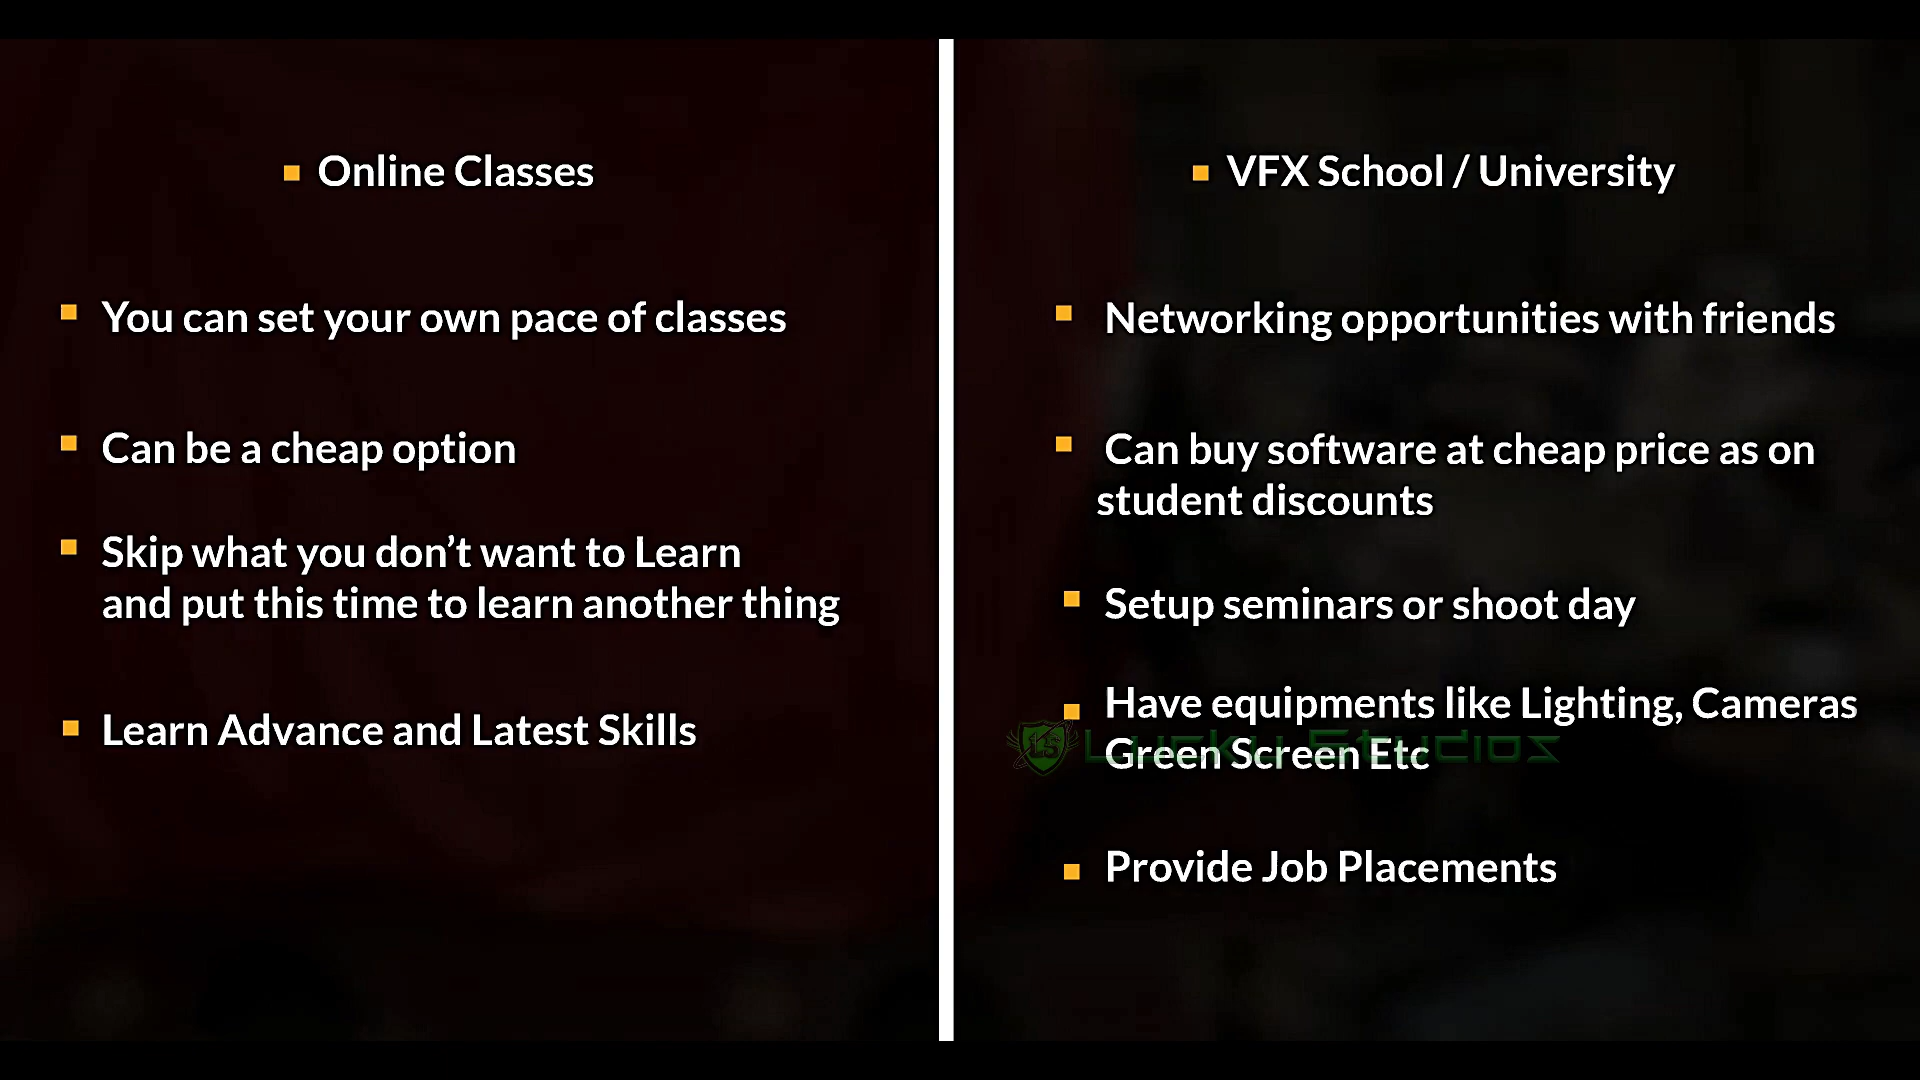 Online Classes
You can set your own pace of classes
Can be a cheap option
Skip what you don’t want to Learn
and put this time to learn another thing
Learn Advance and Latest Skills
VFX School / University
Networking opportunities with friends
Can buy software at cheap price as on
student discounts
Setup seminars or shoot day
Have equipments like Lighting, Cameras
Green Screen Etc
LS Lucky Studios
Provide Job Placements